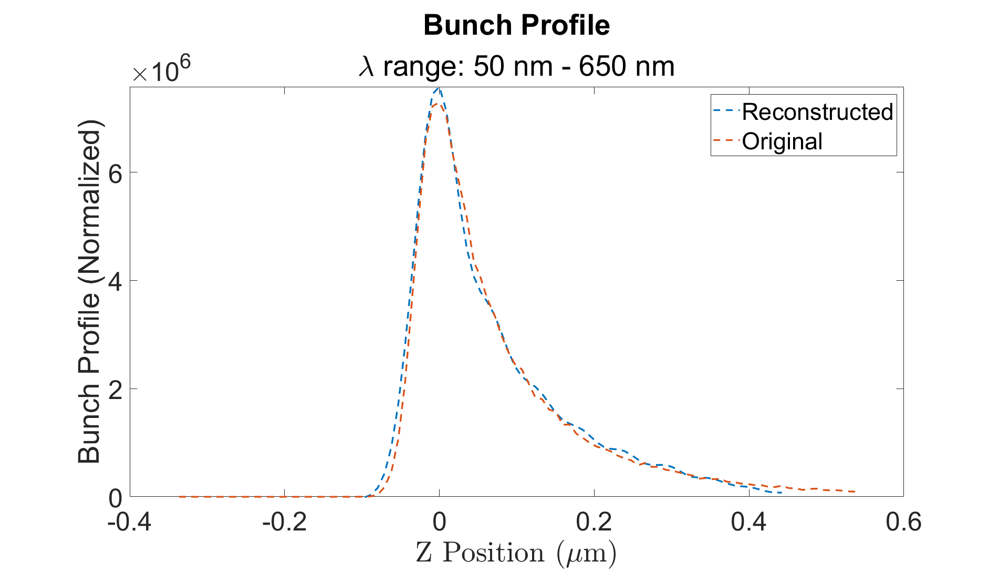 Bunch Profile
λ range: 50 nm - 650 nm
×10^6
Reconstructed
Original
Bunch Profile (Normalized)
6
4
2
0
-0.4 -0.2 0 0.2 0.4 0.6
Z Position (μm)